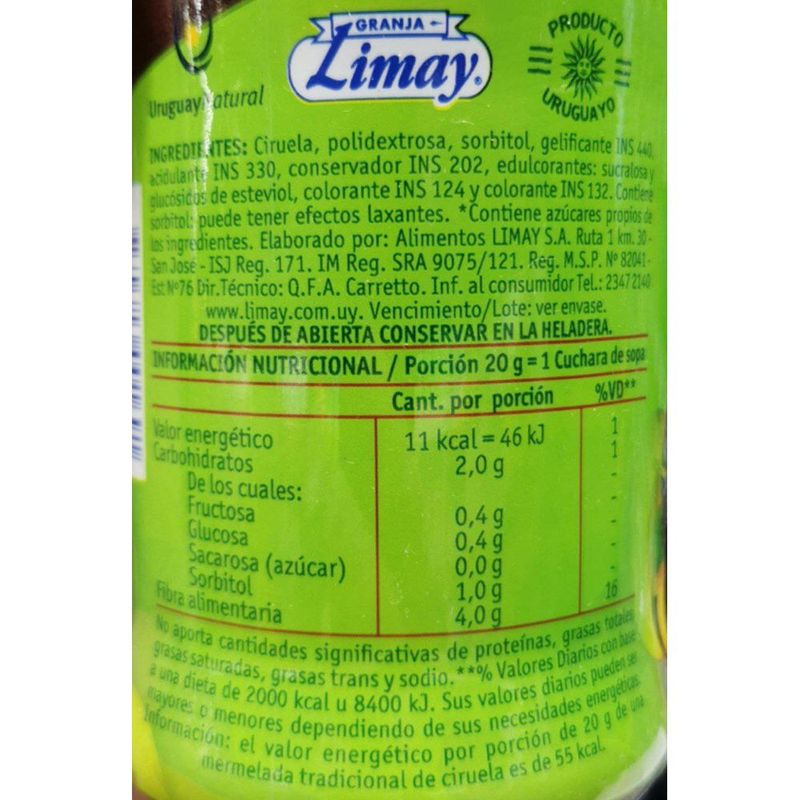 GRANJA
Limay®
UruguayNatural
PRODUCTO
URUGUAYO
INGREDIENTES: Ciruela, polidextrosa, sorbitol, gelificante INS 440,
acidulante INS 330, conservador INS 202, edulcorantes: sucralosa y
glucósidos de esteviol, colorante INS 124 y colorante INS 132. Contiene
sorbitol: puede tener efectos laxantes. *Contiene azúcares propios de
los ingredientes. Elaborado por: Alimentos LIMAY S.A. Ruta 1 km. 30 -
San José - ISJ Reg. 171. IM Reg. SRA 9075/121. Reg. M.S.P. Nº 82041 -
Est Nº76 Dir.Técnico: Q.F.A. Carretto. Inf. al consumidor Tel.: 2347 2140
www.limay.com.uy. Vencimiento/Lote: ver envase.
DESPUÉS DE ABIERTA CONSERVAR EN LA HELADERA.
INFORMACIÓN NUTRICIONAL / Porción 20 g = 1 Cuchara de sopa
Cant. por porción %VD**
Valor energético 11 kcal = 46 kJ 1
Carbohidratos 2,0 g 1
De los cuales: -
Fructosa 0,4 g -
Glucosa 0,4 g -
Sacarosa (azúcar) 0,0 g -
Sorbitol 1,0 g -
Fibra alimentaria 4,0 g 16
No aporta cantidades significativas de proteínas, grasas totales,
grasas saturadas, grasas trans y sodio. **% Valores Diarios con base
a una dieta de 2000 kcal u 8400 kJ. Sus valores diarios pueden ser
mayores o menores dependiendo de sus necesidades energéticas.
Información: el valor energético por porción de 20 g de una
mermelada tradicional de ciruela es de 55 kcal.